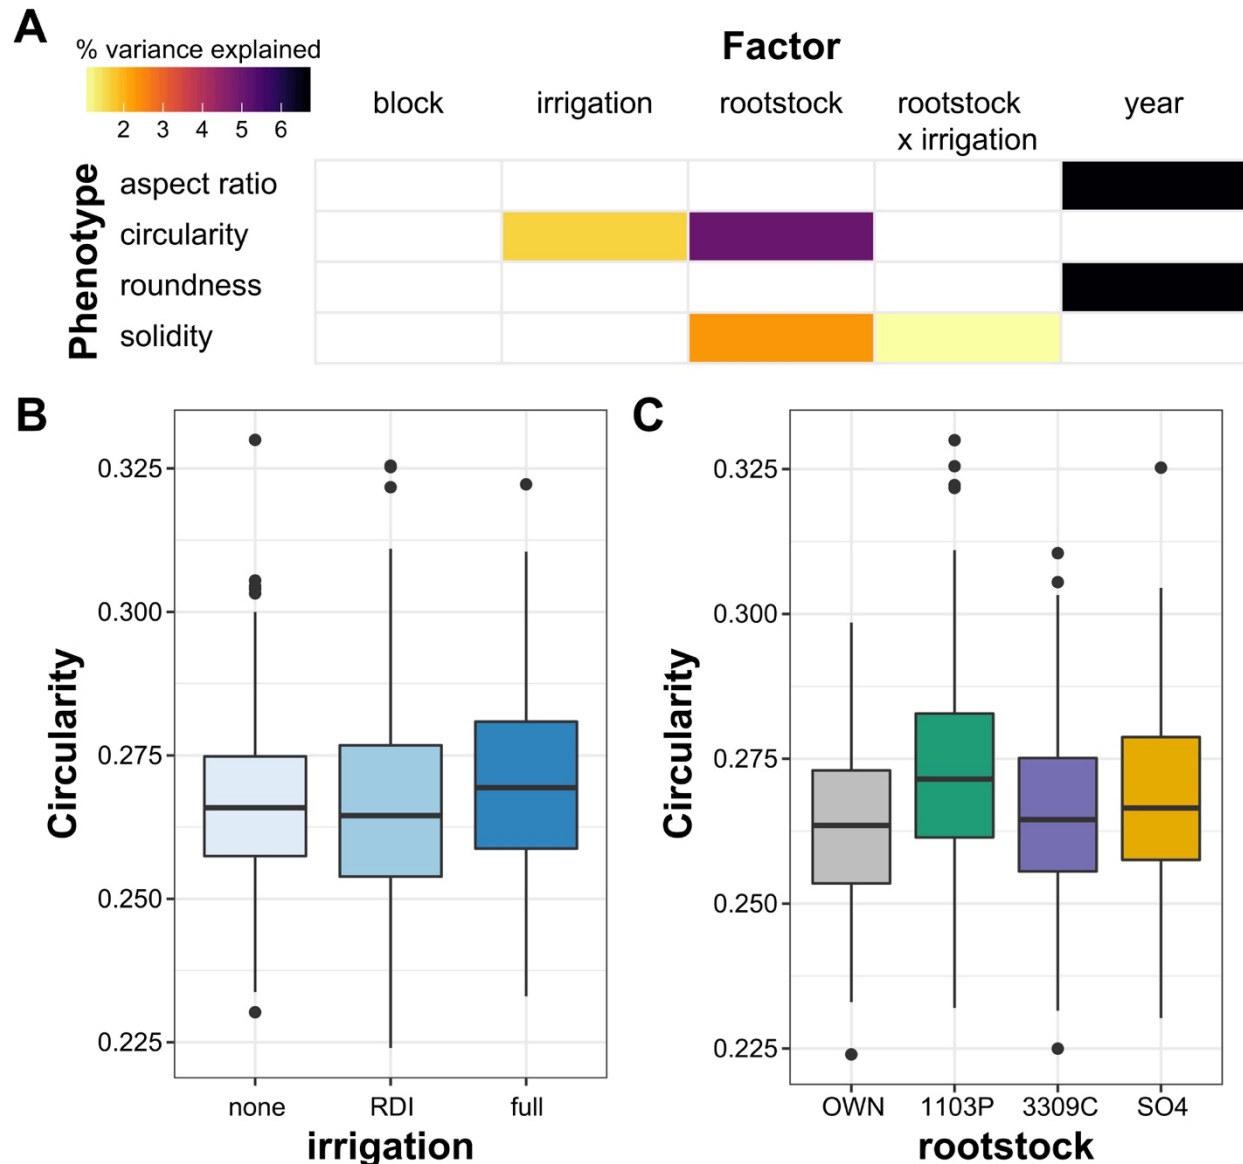 A
% variance explained
2 3 4 5 6
Factor
block irrigation rootstock rootstock x irrigation year
Phenotype
aspect ratio
circularity
roundness
solidity
B
Circularity
0.325
0.300
0.275
0.250
0.225
none RDI full
irrigation
C
Circularity
0.325
0.300
0.275
0.250
0.225
OWN 1103P 3309C SO4
rootstock